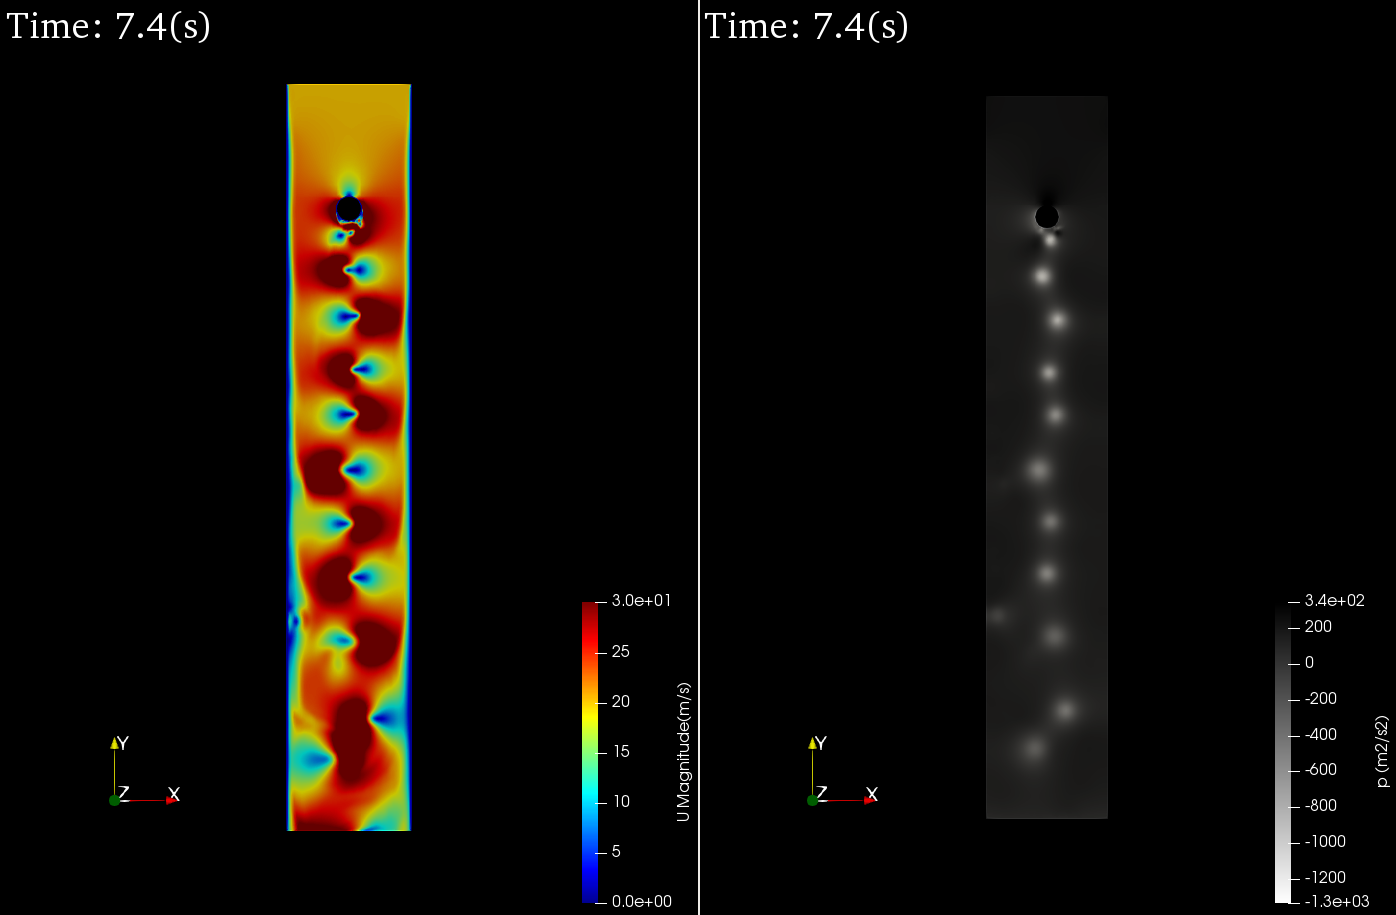 Time: 7.4(s)
3.0e+01
25
20
15
10
5
0.0e+00
U Magnitude(m/s)
Y
Z
X
Time: 7.4(s)
3.4e+02
200
0
-200
-400
-600
-800
-1000
-1200
-1.3e+03
p (m2/s2)
Y
Z
X